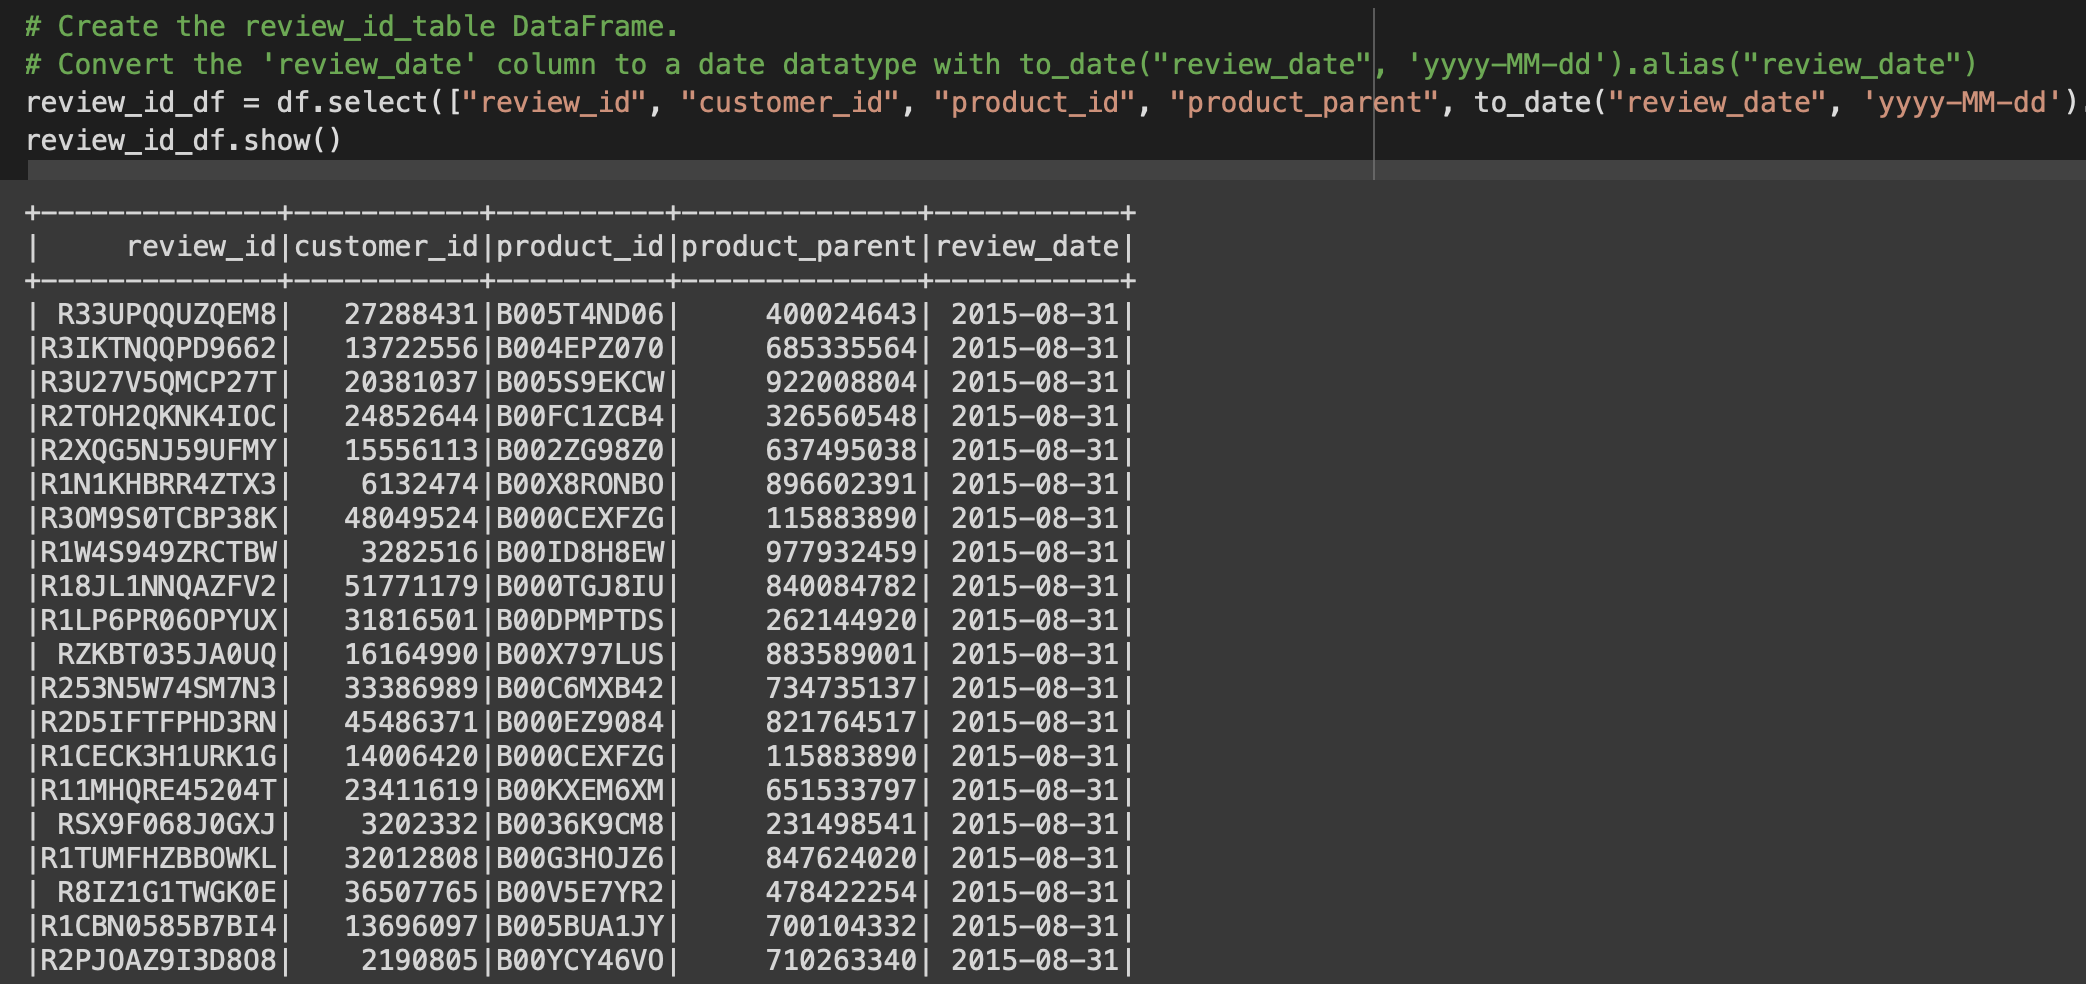 # Create the review_id_table DataFrame.
# Convert the 'review_date' column to a date datatype with to_date("review_date", 'yyyy-MM-dd').alias("review_date")
review_id_df = df.select(["review_id", "customer_id", "product_id", "product_parent", to_date("review_date", 'yyyy-MM-dd').
review_id_df.show()
+--------------+-----------+----------+--------------+-----------+
|     review_id|customer_id|product_id|product_parent|review_date|
+--------------+-----------+----------+--------------+-----------+
| R33UPQQUZQEM8|   27288431|B005T4ND06|     400024643| 2015-08-31|
|R3IKTNQQPD9662|   13722556|B004EPZ070|     685335564| 2015-08-31|
|R3U27V5QMCP27T|   20381037|B005S9EKCW|     922008804| 2015-08-31|
|R2TOH2QKNK4IOC|   24852644|B00FC1ZCB4|     326560548| 2015-08-31|
|R2XQG5NJ59UFMY|   15556113|B002ZG98Z0|     637495038| 2015-08-31|
|R1N1KHBRR4ZTX3|    6132474|B00X8RONBO|     896602391| 2015-08-31|
|R3OM9S0TCBP38K|   48049524|B000CEXFZG|     115883890| 2015-08-31|
|R1W4S949ZRCTBW|    3282516|B00ID8H8EW|     977932459| 2015-08-31|
|R18JL1NNQAZFV2|   51771179|B000TGJ8IU|     840084782| 2015-08-31|
|R1LP6PR06OPYUX|   31816501|B00DPMPTDS|     262144920| 2015-08-31|
| RZKBT035JA0UQ|   16164990|B00X797LUS|     883589001| 2015-08-31|
|R253N5W74SM7N3|   33386989|B00C6MXB42|     734735137| 2015-08-31|
|R2D5IFTFPHD3RN|   45486371|B000EZ9084|     821764517| 2015-08-31|
|R1CECK3H1URK1G|   14006420|B000CEXFZG|     115883890| 2015-08-31|
|R11MHQRE45204T|   23411619|B00KXEM6XM|     651533797| 2015-08-31|
| RSX9F068J0GXJ|    3202332|B0036K9CM8|     231498541| 2015-08-31|
|R1TUMFHZBBOWKL|   32012808|B00G3HOJZ6|     847624020| 2015-08-31|
| R8IZ1G1TWGK0E|   36507765|B00V5E7YR2|     478422254| 2015-08-31|
|R1CBN0585B7BI4|   13696097|B005BUA1JY|     700104332| 2015-08-31|
|R2PJOAZ9I3D8O8|    2190805|B00YCY46VO|     710263340| 2015-08-31|